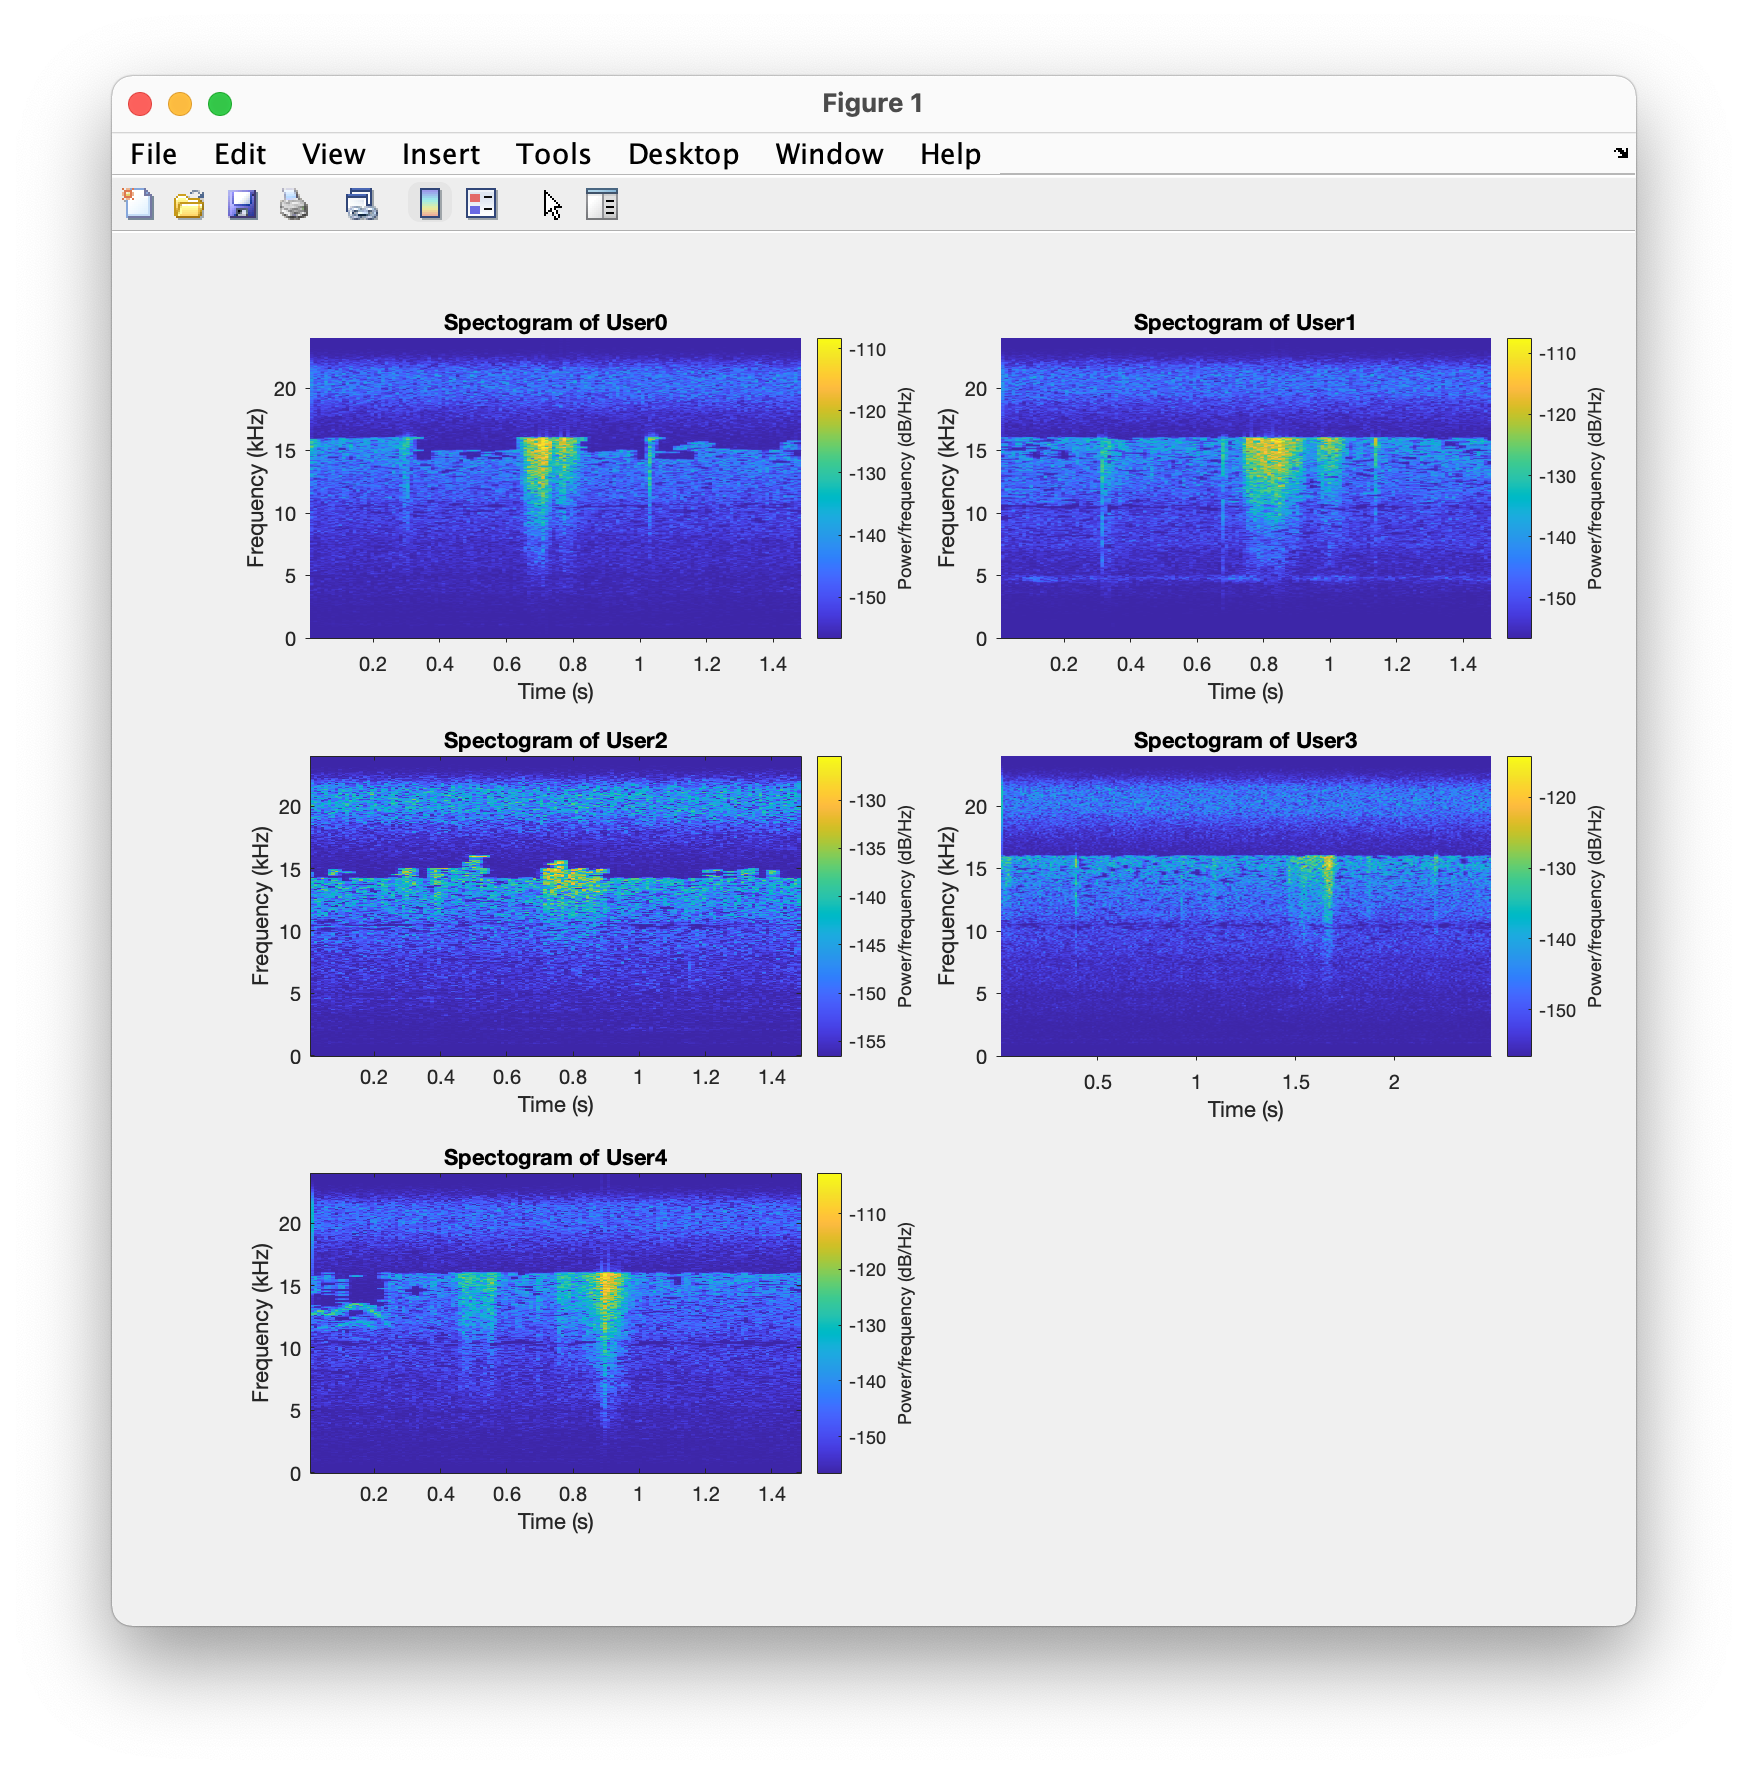 Figure 1
File Edit View Insert Tools Desktop Window Help
Spectogram of User0
20
15
10
5
0
Frequency (kHz)
0.2 0.4 0.6 0.8 1 1.2 1.4
Time (s)
-110
-120
-130
-140
-150
Power/frequency (dB/Hz)
Spectogram of User1
20
15
10
5
0
Frequency (kHz)
0.2 0.4 0.6 0.8 1 1.2 1.4
Time (s)
-110
-120
-130
-140
-150
Power/frequency (dB/Hz)
Spectogram of User2
20
15
10
5
0
Frequency (kHz)
0.2 0.4 0.6 0.8 1 1.2 1.4
Time (s)
-130
-135
-140
-145
-150
-155
Power/frequency (dB/Hz)
Spectogram of User3
20
15
10
5
0
Frequency (kHz)
0.5 1 1.5 2
Time (s)
-120
-130
-140
-150
Power/frequency (dB/Hz)
Spectogram of User4
20
15
10
5
0
Frequency (kHz)
0.2 0.4 0.6 0.8 1 1.2 1.4
Time (s)
-110
-120
-130
-140
-150
Power/frequency (dB/Hz)